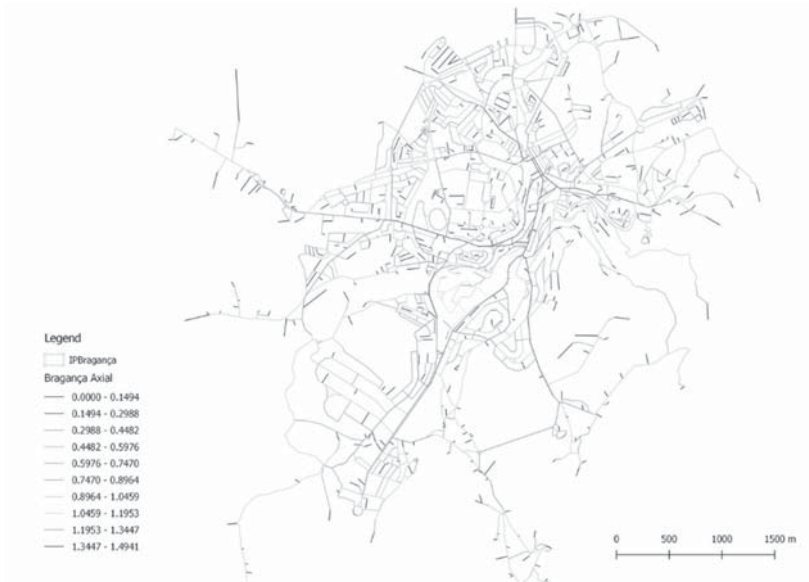 Legend
IPBragança
Bragança Axial
0.0000 - 0.1494
0.1494 - 0.2988
0.2988 - 0.4482
0.4482 - 0.5976
0.5976 - 0.7470
0.7470 - 0.8964
0.8964 - 1.0459
1.0459 - 1.1953
1.1953 - 1.3447
1.3447 - 1.4941
0 500 1000 1500 m